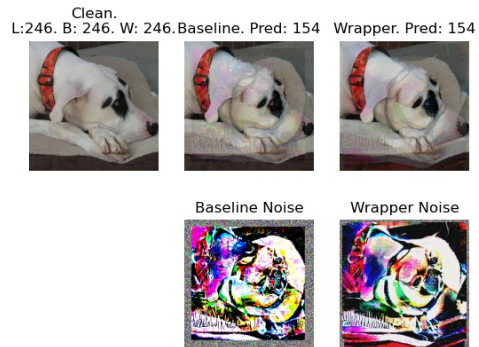 Clean.
L:246. B: 246. W: 246. Baseline. Pred: 154 Wrapper. Pred: 154
Baseline Noise Wrapper Noise